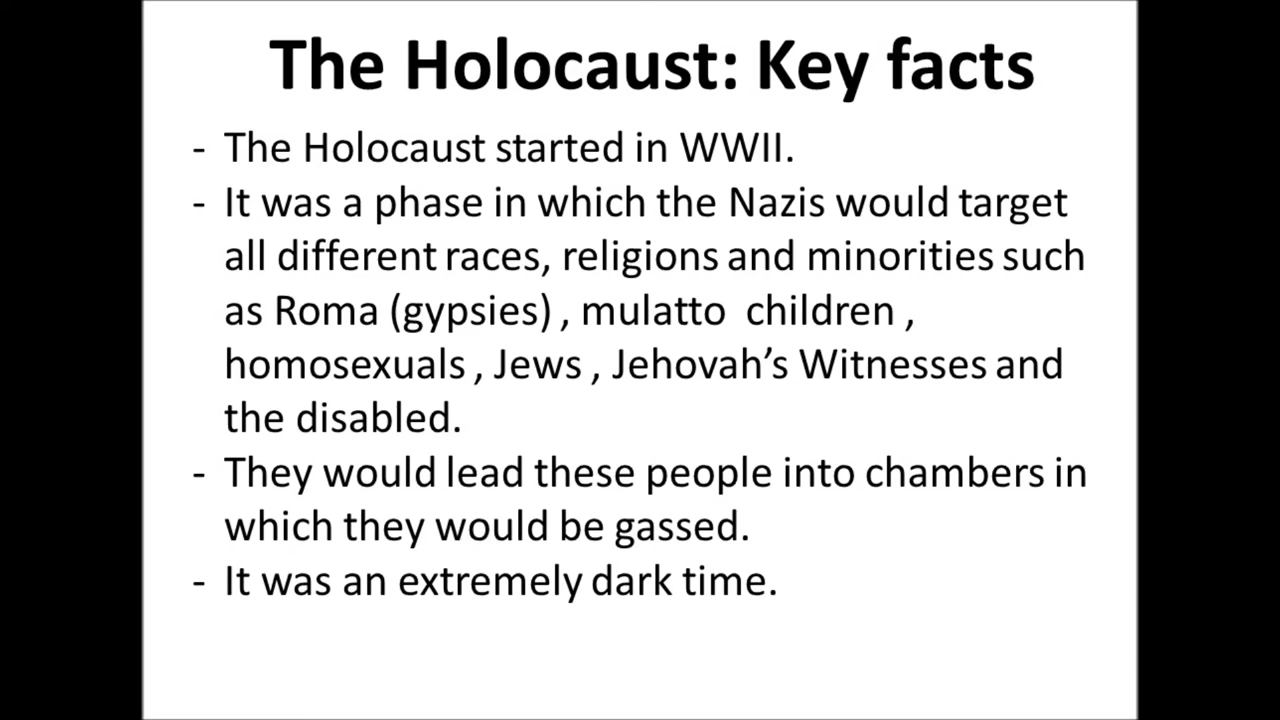 The Holocaust: Key facts
- The Holocaust started in WWII.
- It was a phase in which the Nazis would target
all different races, religions and minorities such
as Roma (gypsies) , mulatto  children ,
homosexuals , Jews , Jehovah’s Witnesses and
the disabled.
- They would lead these people into chambers in
which they would be gassed.
- It was an extremely dark time.